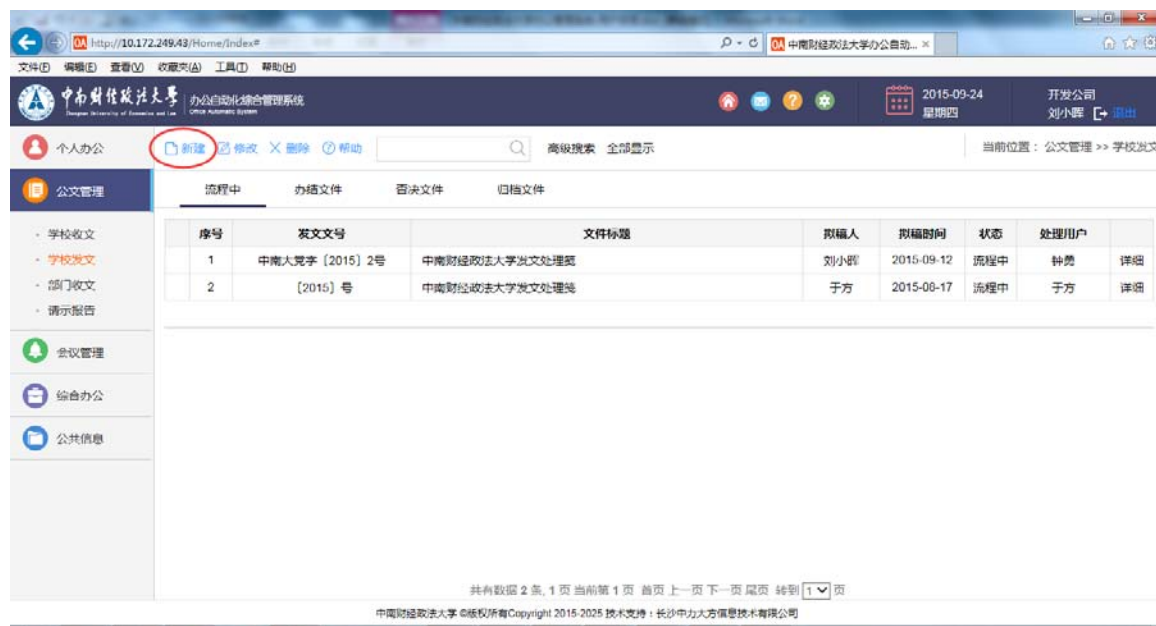 http://10.172.249.43/Home/Index#
中南财经政法大学办公自动... ×
文件(F) 编辑(E) 查看(V) 收藏夹(A) 工具(T) 帮助(H)
中南财经政法大学 办公自动化综合管理系统
Zhongnan University of Economics and Law Office Automatic System
2015-09-24
星期四
开发公司
刘小晖 退出
个人办公
新建 修改 删除 帮助 高级搜索 全部显示
当前位置：公文管理 >> 学校发文
公文管理
流程中 办结文件 否决文件 归档文件
学校收文
学校发文
部门收文
请示报告
会议管理
综合办公
公共信息
序号 发文文号 文件标题 拟稿人 拟稿时间 状态 处理用户
1 中南大党字〔2015〕2号 中南财经政法大学发文处理笺 刘小晖 2015-09-12 流程中 钟勇 详细
2 〔2015〕号 中南财经政法大学发文处理笺 于方 2015-08-17 流程中 于方 详细
共有数据 2 条, 1 页 当前第 1 页 首页 上一页 下一页 尾页 转到 1 页
中南财经政法大学 ©版权所有Copyright 2015-2025 技术支持：长沙中力大方信息技术有限公司